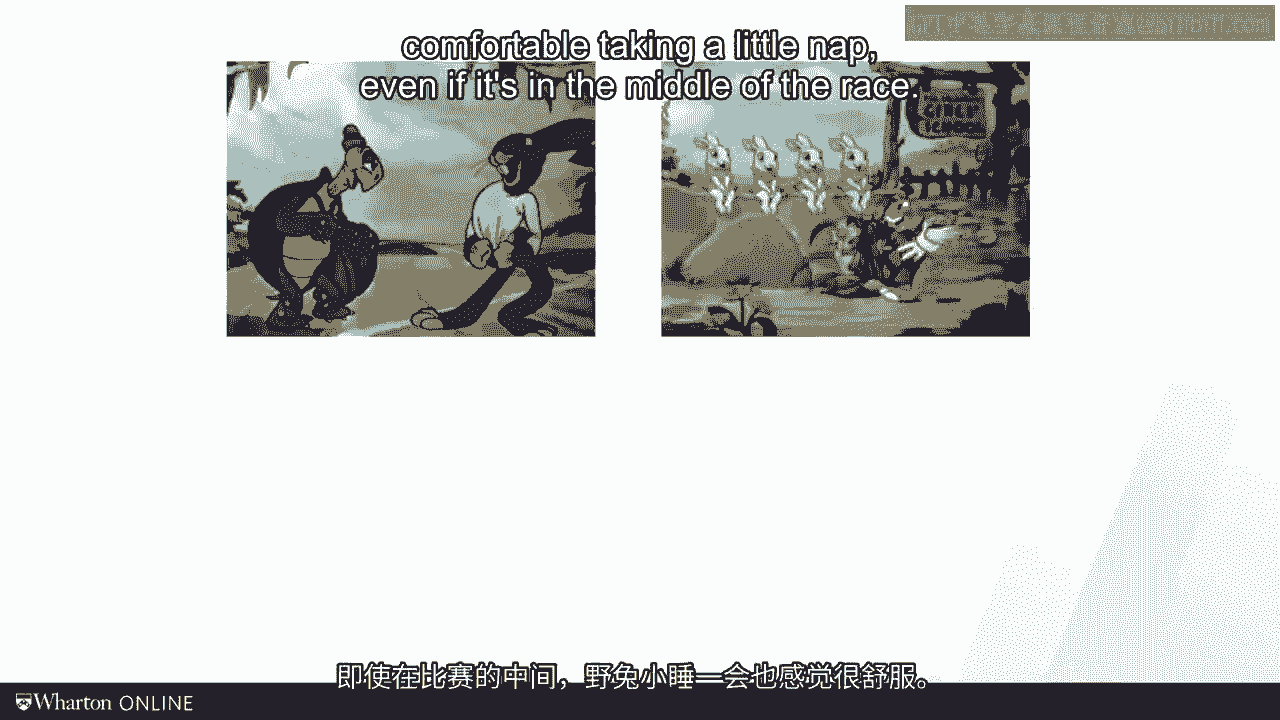 comfortable taking a little nap,
even if it's in the middle of the race.
即使在比赛的中间，野兔小睡一会也感觉很舒服。
Wharton ONLINE